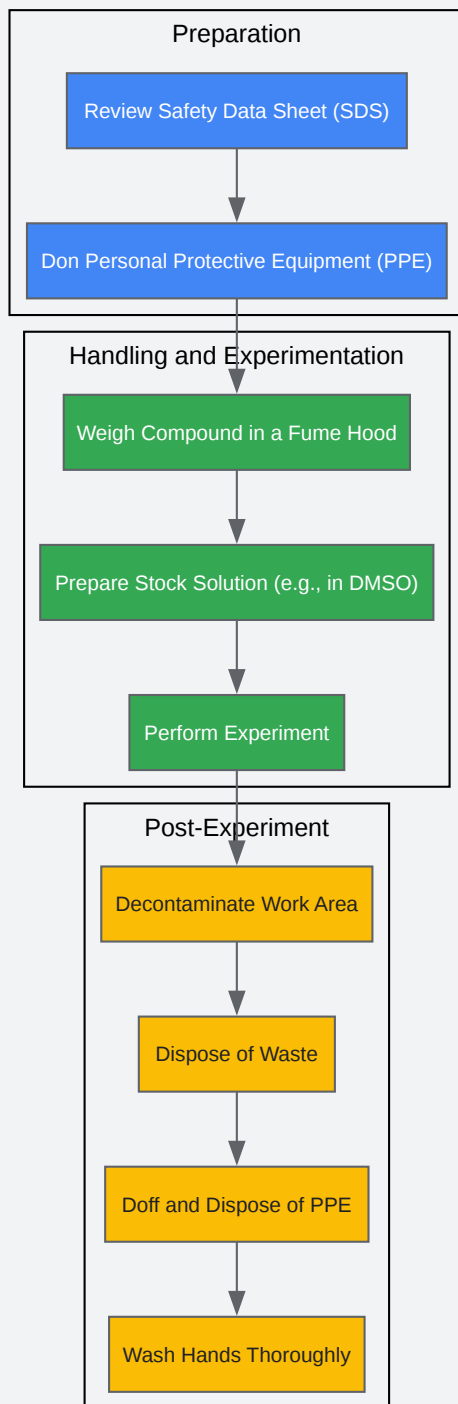 Preparation
Review Safety Data Sheet (SDS)
Don Personal Protective Equipment (PPE)
Handling and Experimentation
Weigh Compound in a Fume Hood
Prepare Stock Solution (e.g., in DMSO)
Perform Experiment
Post-Experiment
Decontaminate Work Area
Dispose of Waste
Doff and Dispose of PPE
Wash Hands Thoroughly